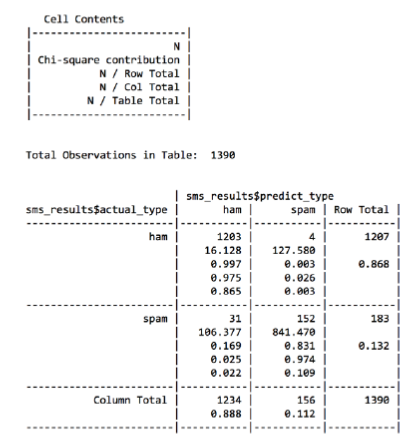 Cell Contents
|-------------------------|
| N |
| Chi-square contribution |
| N / Row Total |
| N / Col Total |
| N / Table Total |
|-------------------------|
Total Observations in Table: 1390
| sms_results$predict_type
sms_results$actual_type | ham | spam | Row Total |
------------------------|-----------|-----------|-----------|
ham | 1203 | 4 | 1207 |
| 16.128 | 127.580 | |
| 0.997 | 0.003 | 0.868 |
| 0.975 | 0.026 | |
| 0.865 | 0.003 | |
------------------------|-----------|-----------|-----------|
spam | 31 | 152 | 183 |
| 106.377 | 841.470 | |
| 0.169 | 0.831 | 0.132 |
| 0.025 | 0.974 | |
| 0.022 | 0.109 | |
------------------------|-----------|-----------|-----------|
Column Total | 1234 | 156 | 1390 |
| 0.888 | 0.112 | |
------------------------|-----------|-----------|-----------|